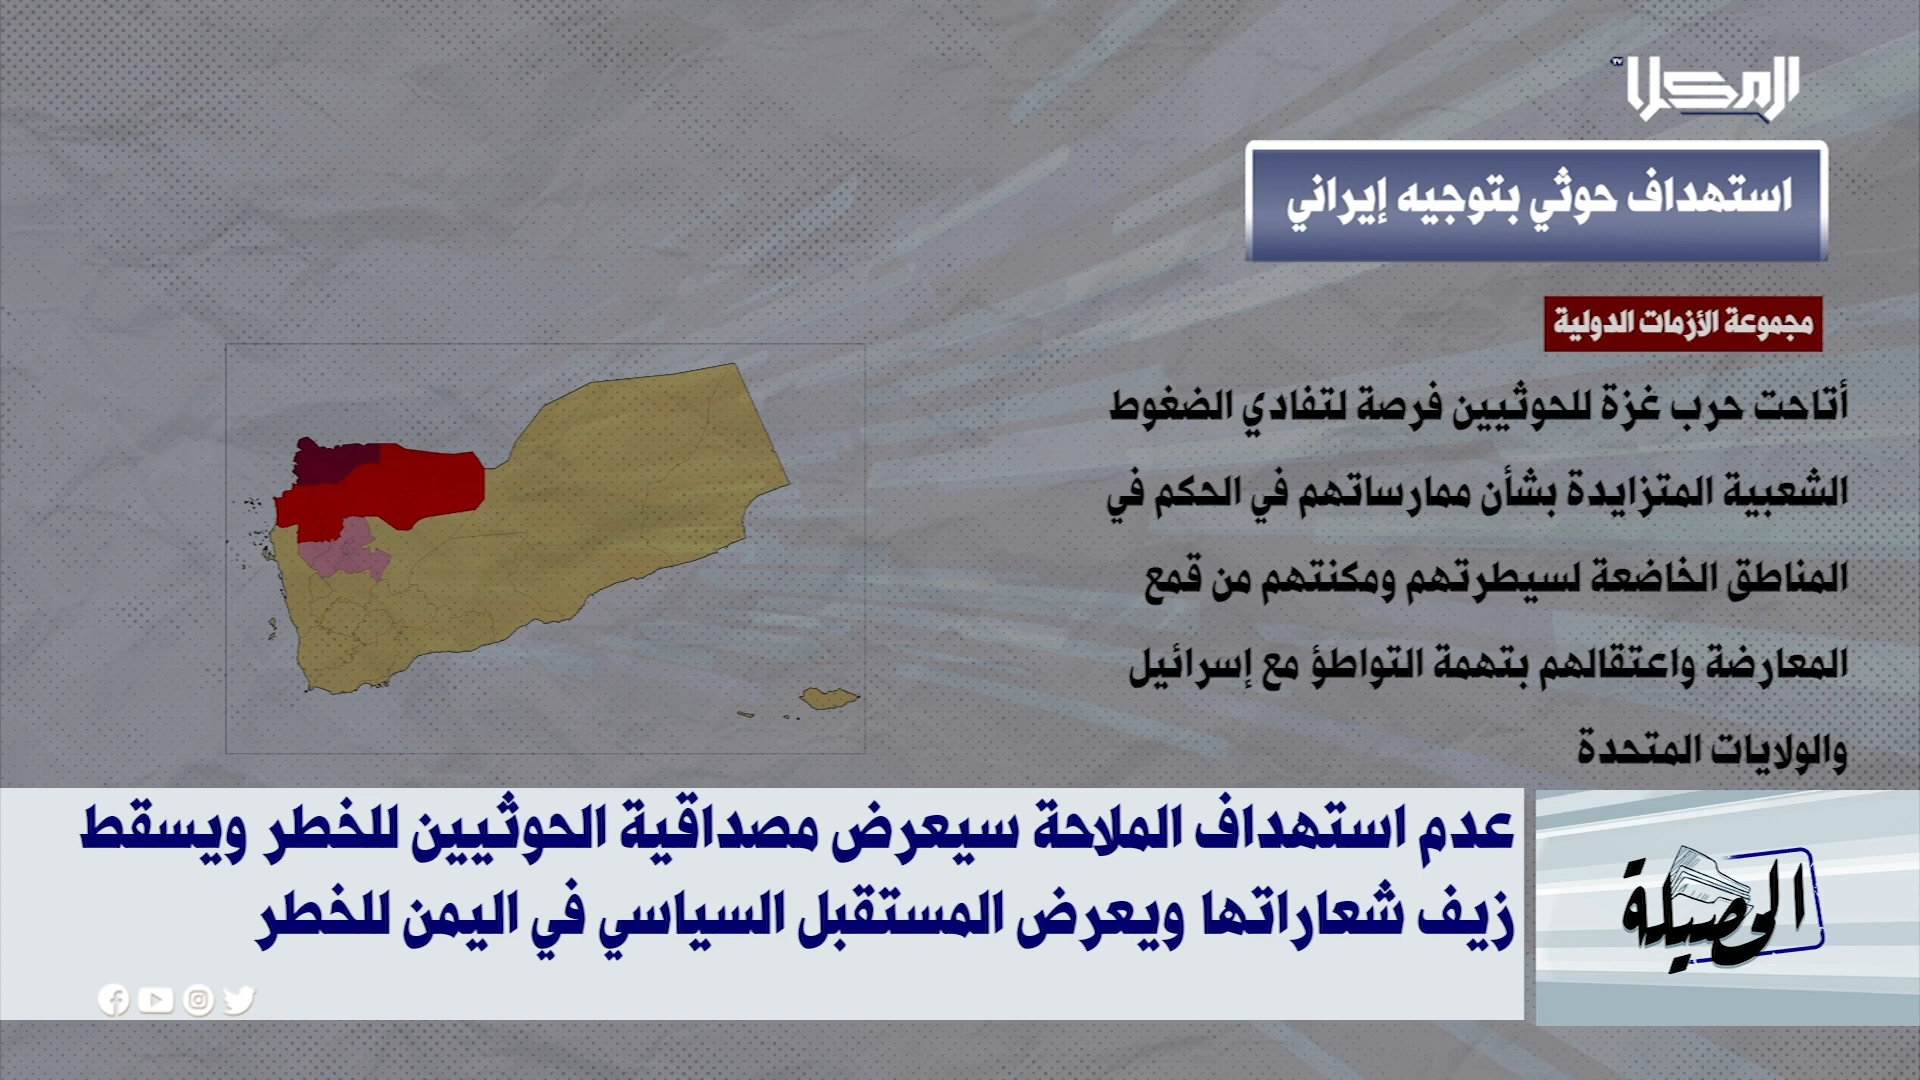 المكلا
TV
استهداف حوثي بتوجيه إيراني
مجموعة الأزمات الدولية
أتاحت حرب غزة للحوثيين فرصة لتفادي الضغوط
الشعبية المتزايدة بشأن ممارساتهم في الحكم في
المناطق الخاضعة لسيطرتهم ومكنتهم من قمع
المعارضة واعتقالهم بتهمة التواطؤ مع إسرائيل
والولايات المتحدة
عدم استهداف الملاحة سيعرض مصداقية الحوثيين للخطر ويسقط
زيف شعاراتها ويعرض المستقبل السياسي في اليمن للخطر
الحصيلة